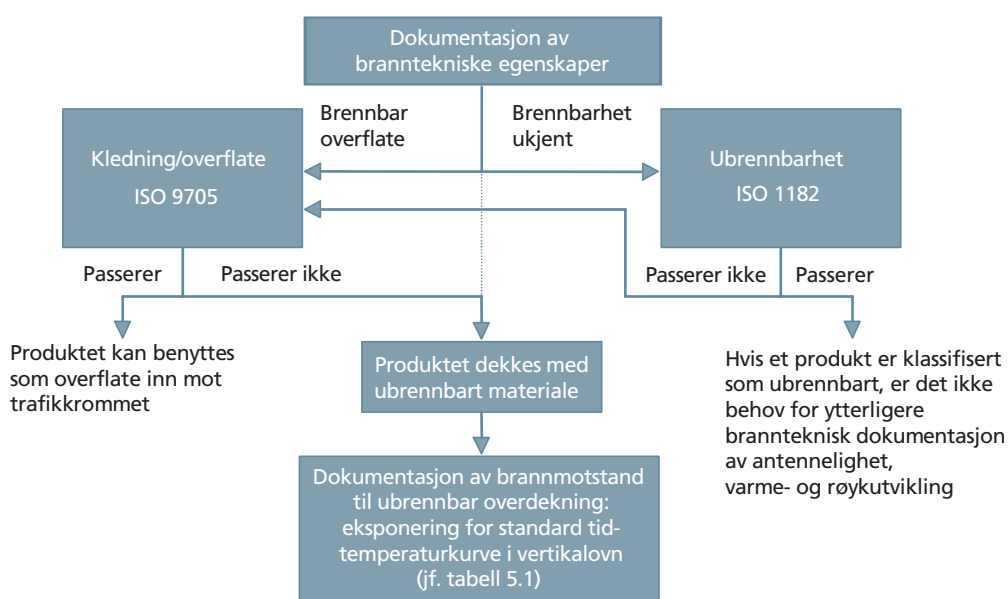 Dokumentasjon av
branntekniske egenskaper
Brennbar
overflate
Brennbarhet
ukjent
Kledning/overflate
ISO 9705
Ubrennbarhet
ISO 1182
Passerer
Passerer ikke
Passerer ikke
Passerer
Produktet kan benyttes
som overflate inn mot
trafikkrommet
Produktet dekkes med
ubrennbart materiale
Hvis et produkt er klassifisert
som ubrennbart, er det ikke
behov for ytterligere
brannteknisk dokumentasjon
av antennelighet,
varme- og røykutvikling
Dokumentasjon av brannmotstand
til ubrennbar overdekning:
eksponering for standard tid-
temperaturkurve i vertikalovn
(jf. tabell 5.1)